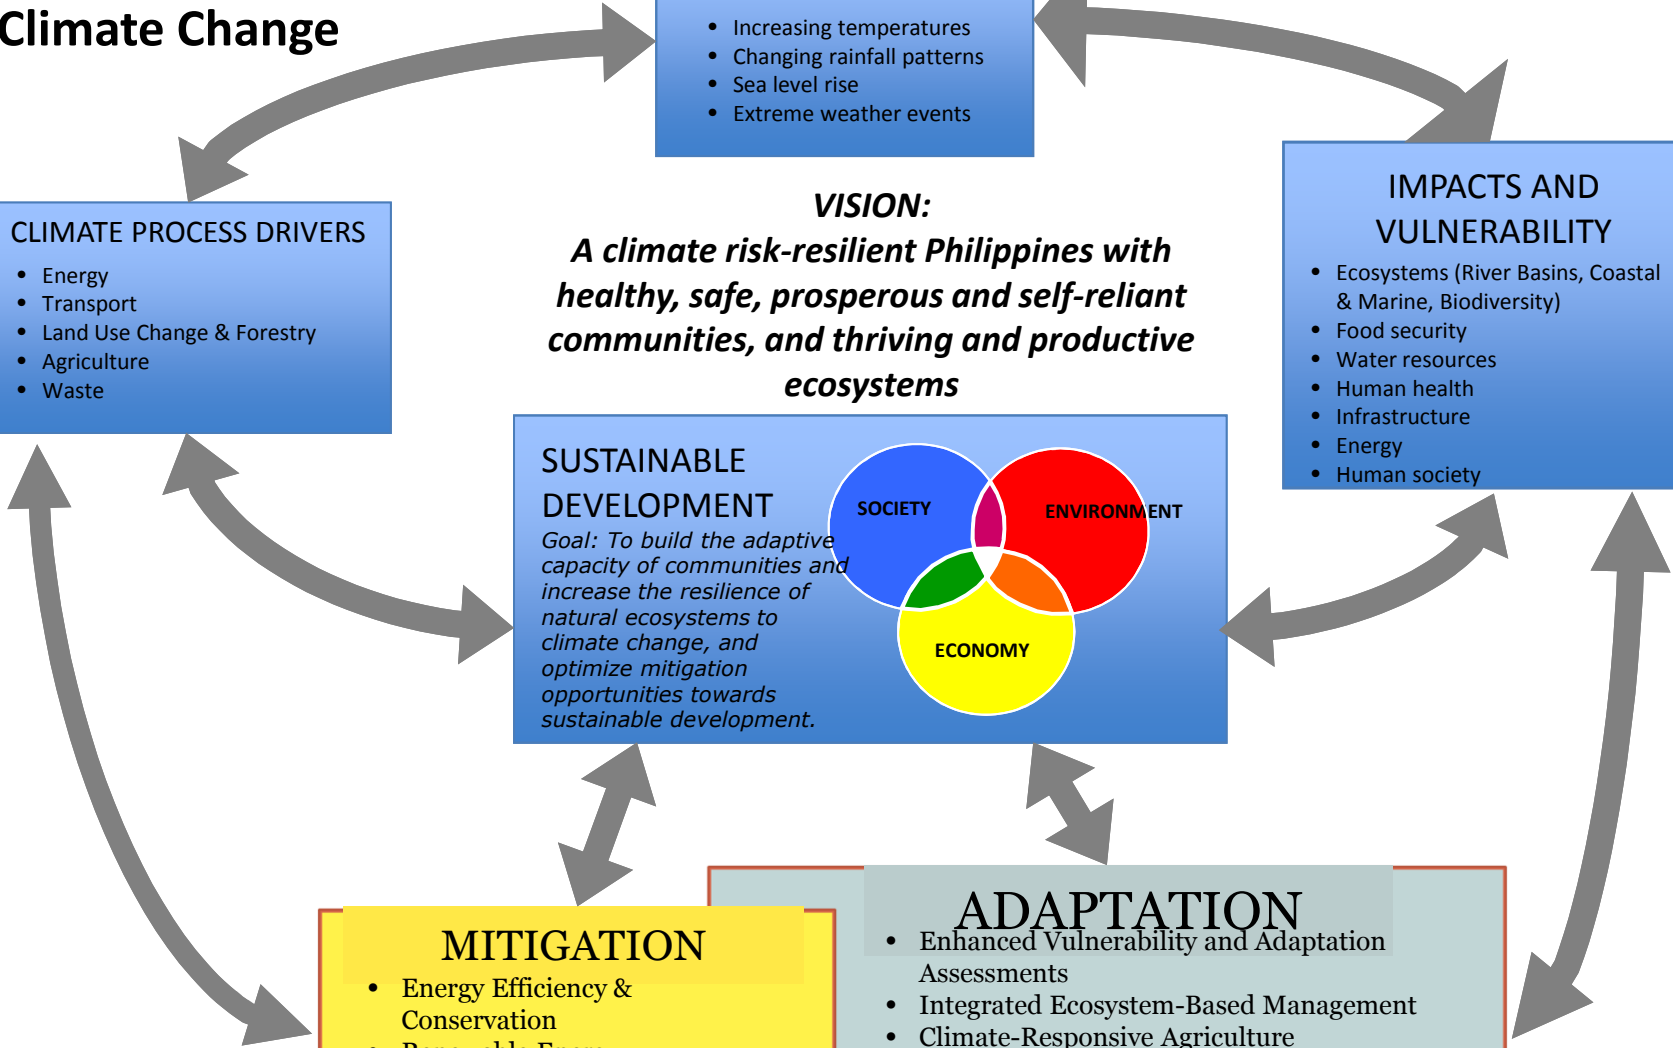 Climate Change
• Increasing temperatures
• Changing rainfall patterns
• Sea level rise
• Extreme weather events
CLIMATE PROCESS DRIVERS
• Energy
• Transport
• Land Use Change & Forestry
• Agriculture
• Waste
VISION:
A climate risk-resilient Philippines with
healthy, safe, prosperous and self-reliant
communities, and thriving and productive
ecosystems
IMPACTS AND
VULNERABILITY
• Ecosystems (River Basins, Coastal
& Marine, Biodiversity)
• Food security
• Water resources
• Human health
• Infrastructure
• Energy
• Human society
SUSTAINABLE
DEVELOPMENT
Goal: To build the adaptive
capacity of communities and
increase the resilience of
natural ecosystems to
climate change, and
optimize mitigation
opportunities towards
sustainable development.
SOCIETY
ENVIRONMENT
ECONOMY
MITIGATION
• Energy Efficiency &
Conservation
• Renewable Energ
ADAPTATION
• Enhanced Vulnerability and Adaptation
Assessments
• Integrated Ecosystem-Based Management
• Climate-Responsive Agriculture